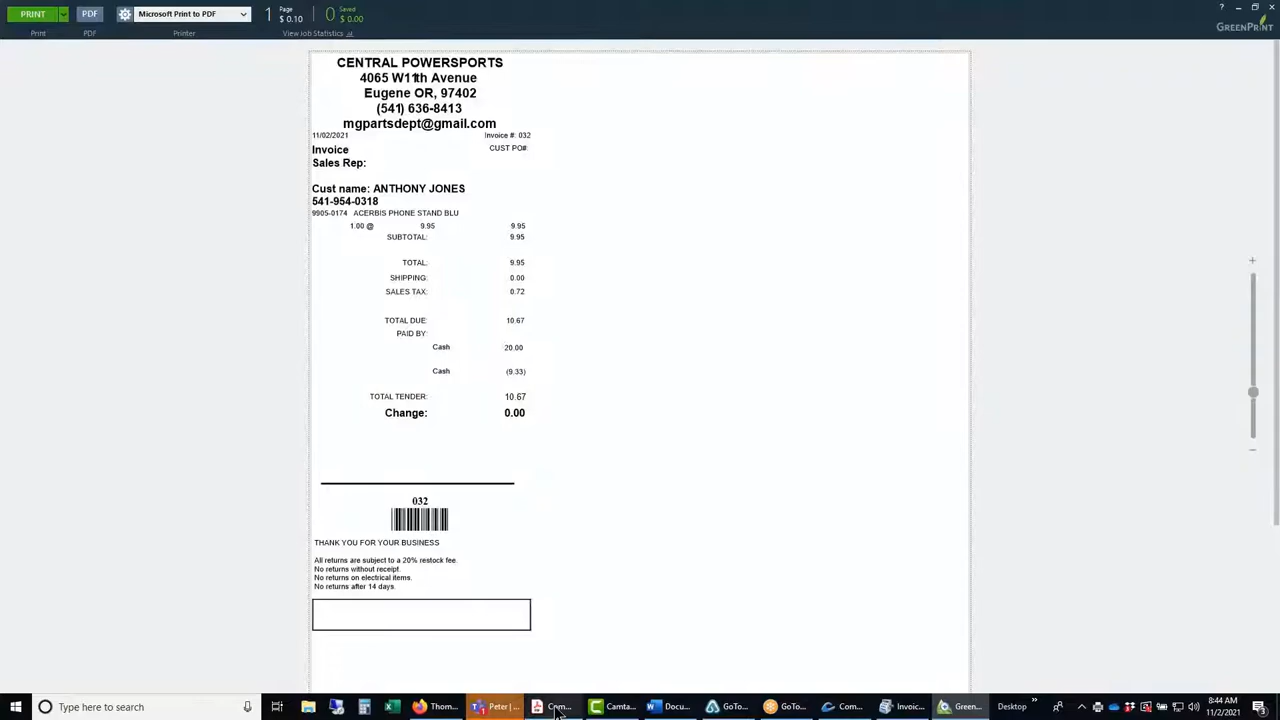 PRINT
PDF
Microsoft Print to PDF
1
Page
$ 0.10
0
Saved
$ 0.00
?
Print
PDF
Printer
View Job Statistics
GREENPRINT
CENTRAL POWERSPORTS
4065 W11th Avenue
Eugene OR, 97402
(541) 636-8413
mgpartsdept@gmail.com
11/02/2021
Invoice #: 032
Invoice
CUST PO#:
Sales Rep:
Cust name: ANTHONY JONES
541-954-0318
9905-0174 ACERBIS PHONE STAND BLU
1.00 @ 9.95 9.95
SUBTOTAL: 9.95
TOTAL: 9.95
SHIPPING: 0.00
SALES TAX: 0.72
TOTAL DUE: 10.67
PAID BY:
Cash 20.00
Cash (9.33)
TOTAL TENDER: 10.67
Change: 0.00
032
THANK YOU FOR YOUR BUSINESS
All returns are subject to a 20% restock fee.
No returns without receipt.
No returns on electrical items.
No returns after 14 days.
Type here to search
Thom...
Peter | ...
Com...
Camta...
Docu...
GoTo...
GoTo...
Com...
Invoic...
Green...
Desktop
8:44 AM
11/2/2021